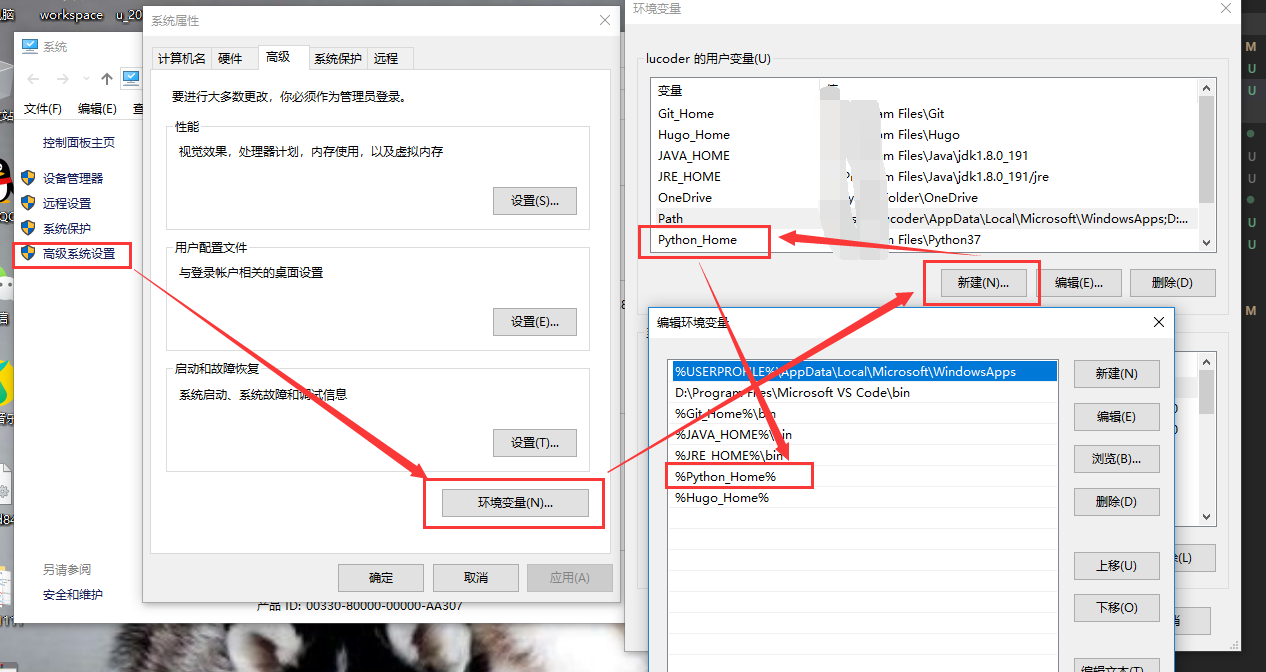 workspace
u_20
系统
文件(F)
编辑(E)
查
控制面板主页
设备管理器
远程设置
系统保护
高级系统设置
另请参阅
安全和维护
产品 ID: 00330-80000-00000-AA307
系统属性
计算机名
硬件
高级
系统保护
远程
要进行大多数更改，你必须作为管理员登录。
性能
视觉效果，处理器计划，内存使用，以及虚拟内存
设置(S)...
用户配置文件
与登录帐户相关的桌面设置
设置(E)...
启动和故障恢复
系统启动、系统故障和调试信息
设置(T)...
环境变量(N)...
确定
取消
应用(A)
环境变量
lucoder 的用户变量(U)
变量
值
Git_Home am Files\Git
Hugo_Home m Files\Hugo
JAVA_HOME m Files\Java\jdk1.8.0_191
JRE_HOME m Files\Java\jdk1.8.0_191/jre
OneDrive older\OneDrive
Path coder\AppData\Local\Microsoft\WindowsApps;D:...
Python_Home m Files\Python37
新建(N)...
编辑(E)...
删除(D)
编辑环境变量
%USERPROFILE%\AppData\Local\Microsoft\WindowsApps
D:\Program Files\Microsoft VS Code\bin
%Git_Home%\bin
%JAVA_HOME%\bin
%JRE_HOME%\bin
%Python_Home%
%Hugo_Home%
新建(N)
编辑(E)
浏览(B)...
删除(D)
上移(U)
下移(O)
编辑文本(T)...
(L)
M
U
U
U
U
U
U
M